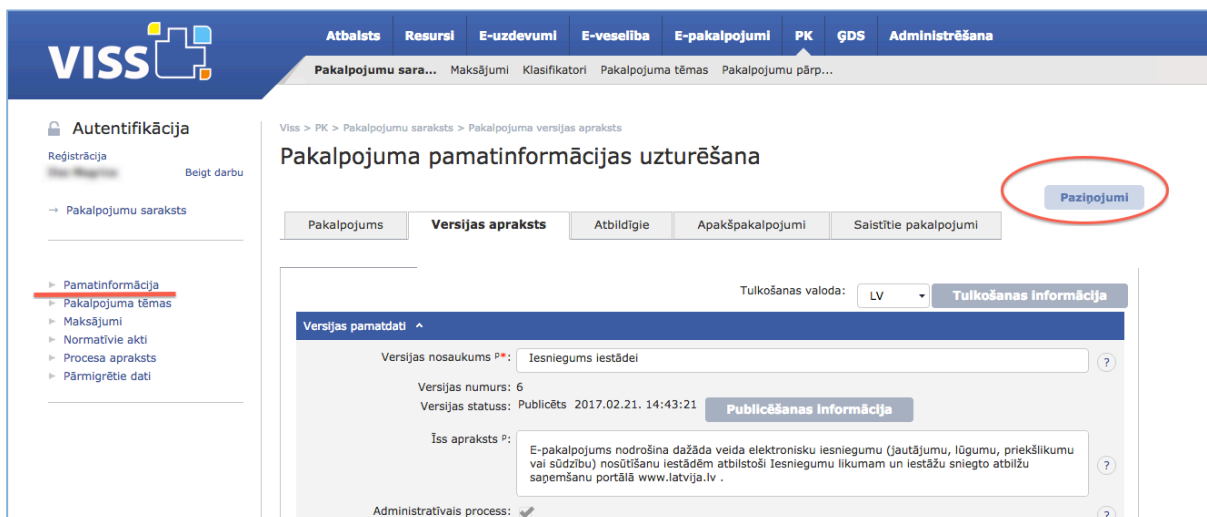 VISS
Atbalsts Resursi E-uzdevumi E-veselība E-pakalpojumi PK ĢDS Administrēšana
Pakalpojumu sara... Maksājumi Klasifikatori Pakalpojuma tēmas Pakalpojumu pārp...
Autentifikācija
Reģistrācija
Beigt darbu
→ Pakalpojumu saraksts
Pamatinformācija
Pakalpojuma tēmas
Maksājumi
Normatīvie akti
Procesa apraksts
Pārmigrētie dati
Viss > PK > Pakalpojumu saraksts > Pakalpojuma versijas apraksts
Pakalpojuma pamatinformācijas uzturēšana
Paziņojumi
Pakalpojums Versijas apraksts Atbildīgie Apakšpakalpojumi Saistītie pakalpojumi
Tulkošanas valoda: LV Tulkošanas informācija
Versijas pamatdati
Versijas nosaukums P*: Iesniegums iestādei ?
Versijas numurs: 6
Versijas statuss: Publicēts 2017.02.21. 14:43:21 Publicēšanas informācija
Īss apraksts P:
E-pakalpojums nodrošina dažāda veida elektronisku iesniegumu (jautājumu, lūgumu, priekšlikumu
vai sūdzību) nosūtīšanu iestādēm atbilstoši Iesniegumu likumam un iestāžu sniegto atbilžu
saņemšanu portālā www.latvija.lv .
?
Administratīvais process: ?